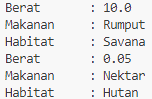 Berat : 10.0
Makanan : Rumput
Habitat : Savana
Berat : 0.05
Makanan : Nektar
Habitat : Hutan